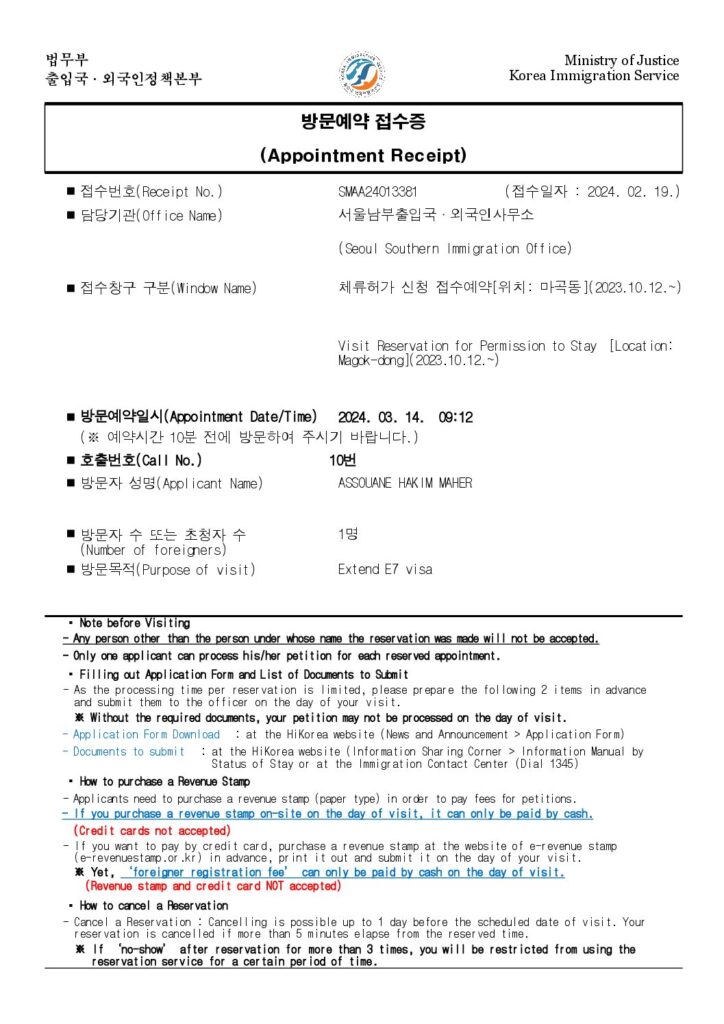 법무부
출입국·외국인정책본부
Ministry of Justice
Korea Immigration Service
방문예약 접수증
(Appointment Receipt)
■ 접수번호(Receipt No.) SMAA24013381 (접수일자 : 2024. 02. 19.)
■ 담당기관(Office Name) 서울남부출입국·외국인사무소
(Seoul Southern Immigration Office)
■ 접수창구 구분(Window Name) 체류허가 신청 접수예약[위치: 마곡동](2023.10.12.~)
Visit Reservation for Permission to Stay [Location:
Magok-dong](2023.10.12.~)
■ 방문예약일시(Appointment Date/Time) 2024. 03. 14. 09:12
(※ 예약시간 10분 전에 방문하여 주시기 바랍니다.)
■ 호출번호(Call No.) 10번
■ 방문자 성명(Applicant Name) ASSOUANE HAKIM MAHER
■ 방문자 수 또는 초청자 수 1명
(Number of foreigners)
■ 방문목적(Purpose of visit) Extend E7 visa
▪ Note before Visiting
- Any person other than the person under whose name the reservation was made will not be accepted.
- Only one applicant can process his/her petition for each reserved appointment.
▪ Filling out Application Form and List of Documents to Submit
- As the processing time per reservation is limited, please prepare the following 2 items in advance
and submit them to the officer on the day of your visit.
※ Without the required documents, your petition may not be processed on the day of visit.
- Application Form Download : at the HiKorea website (News and Announcement > Application Form)
- Documents to submit : at the HiKorea website (Information Sharing Corner > Information Manual by
Status of Stay or at the Immigration Contact Center (Dial 1345)
▪ How to purchase a Revenue Stamp
- Applicants need to purchase a revenue stamp (paper type) in order to pay fees for petitions.
- If you purchase a revenue stamp on-site on the day of visit, it can only be paid by cash.
(Credit cards not accepted)
- If you want to pay by credit card, purchase a revenue stamp at the website of e-revenue stamp
(e-revenuestamp.or.kr) in advance, print it out and submit it on the day of your visit.
※ Yet, ‘foreigner registration fee’ can only be paid by cash on the day of visit.
(Revenue stamp and credit card NOT accepted)
▪ How to cancel a Reservation
- Cancel a Reservation : Cancelling is possible up to 1 day before the scheduled date of visit. Your
reservation is cancelled if more than 5 minutes elapse from the reserved time.
※ If ‘no-show’ after reservation for more than 3 times, you will be restricted from using the
reservation service for a certain period of time.